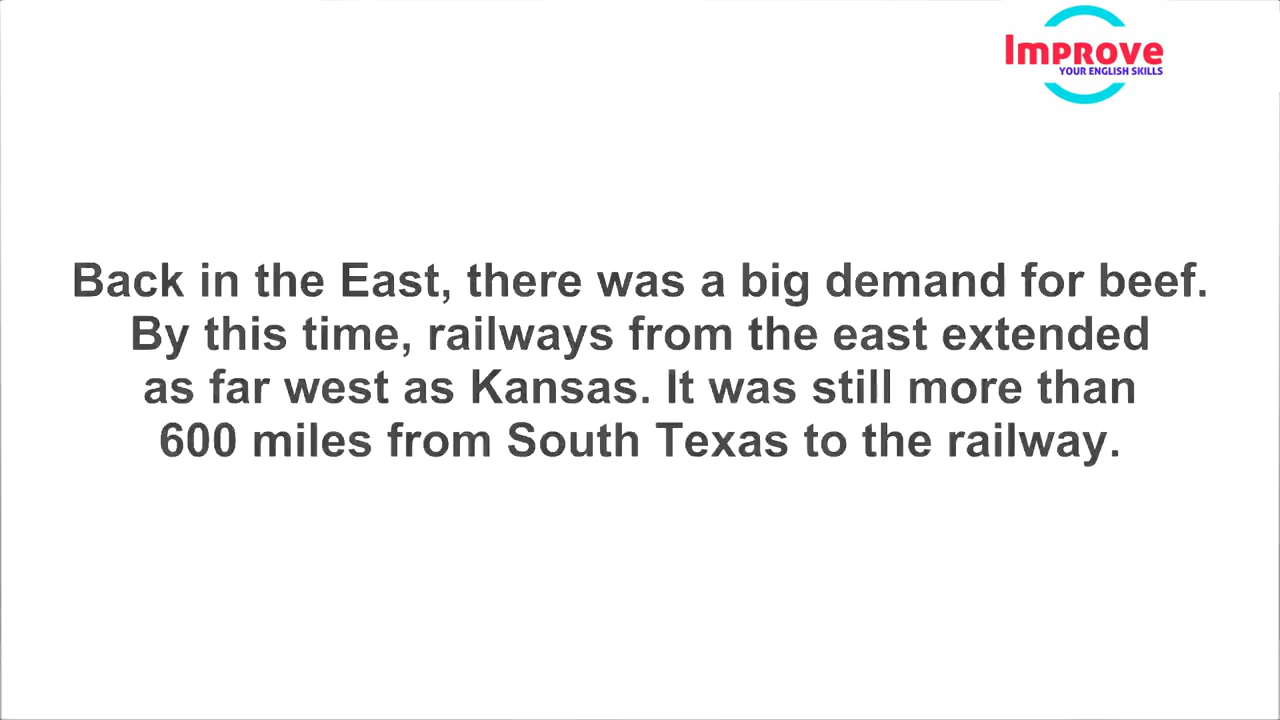 Improve
YOUR ENGLISH SKILLS
Back in the East, there was a big demand for beef.
By this time, railways from the east extended
as far west as Kansas. It was still more than
600 miles from South Texas to the railway.